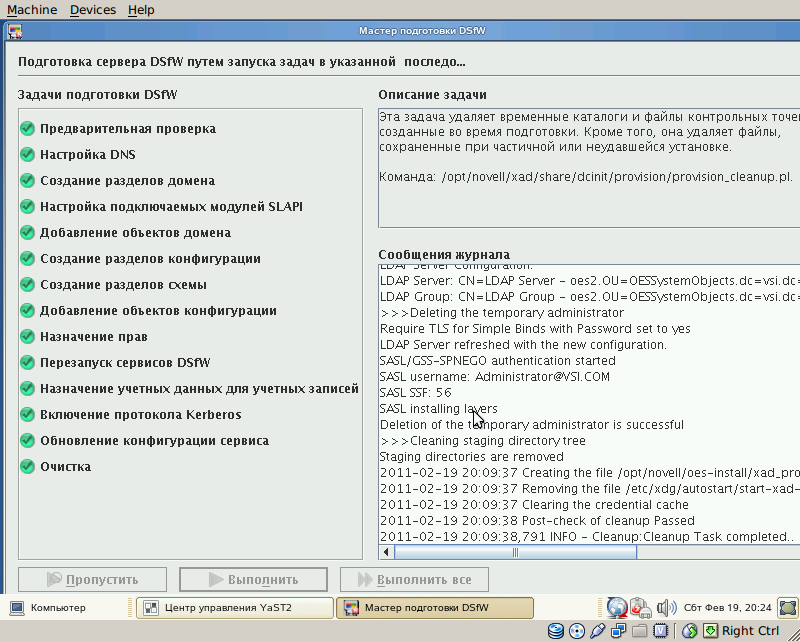 Machine Devices Help
Мастер подготовки DSfW
Подготовка сервера DSfW путем запуска задач в указанной последо...
Задачи подготовки DSfW
Предварительная проверка
Настройка DNS
Создание разделов домена
Настройка подключаемых модулей SLAPI
Добавление объектов домена
Создание разделов конфигурации
Создание разделов схемы
Добавление объектов конфигурации
Назначение прав
Перезапуск сервисов DSfW
Назначение учетных данных для учетных записей
Включение протокола Kerberos
Обновление конфигурации сервиса
Очистка
Описание задачи
Эта задача удаляет временные каталоги и файлы контрольных точе
созданные во время подготовки. Кроме того, она удаляет файлы,
сохраненные при частичной или неудавшейся установке.
Команда: /opt/novell/xad/share/dcinit/provision/provision_cleanup.pl.
Сообщения журнала
LDAP Server Configuration:
LDAP Server: CN=LDAP Server - oes2.OU=OESSystemObjects.dc=vsi.dc=
LDAP Group: CN=LDAP Group - oes2.OU=OESSystemObjects.dc=vsi.dc=c
>>>Deleting the temporary administrator
Require TLS for Simple Binds with Password set to yes
LDAP Server refreshed with the new configuration.
SASL/GSS-SPNEGO authentication started
SASL username: Administrator@VSI.COM
SASL SSF: 56
SASL installing layers
Deletion of the temporary administrator is successful
>>>Cleaning staging directory tree
Staging directories are removed
2011-02-19 20:09:37 Creating the file /opt/novell/oes-install/xad_pro
2011-02-19 20:09:37 Removing the file /etc/xdg/autostart/start-xad-
2011-02-19 20:09:37 Clearing the credential cache
2011-02-19 20:09:38 Post-check of cleanup Passed
2011-02-19 20:09:38,791 INFO - Cleanup:Cleanup Task completed..
Пропустить Выполнить Выполнить все
Компьютер Центр управления YaST2 Мастер подготовки DSfW Сбт Фев 19, 20:24
Right Ctrl